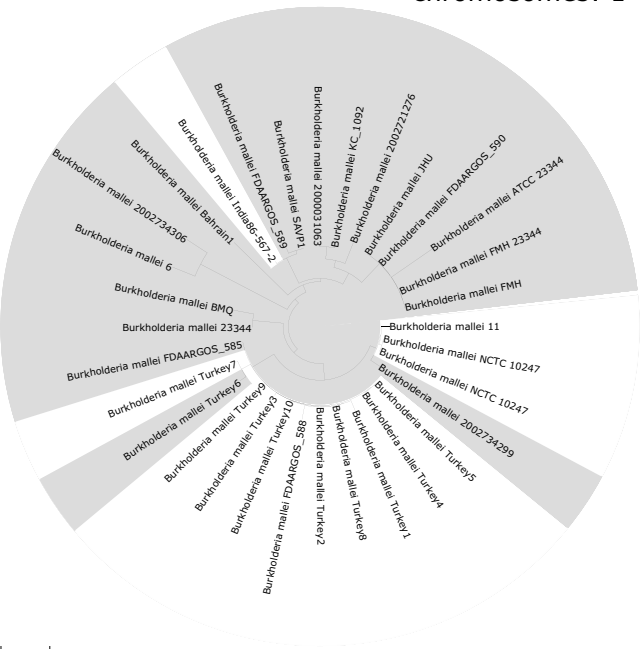 Burkholderia mallei FDAARGOS_589
Burkholderia mallei SAVP1
Burkholderia mallei 2000031063
Burkholderia mallei KC_1092
Burkholderia mallei 2002721276
Burkholderia mallei JHU
Burkholderia mallei FDAARGOS_590
Burkholderia mallei ATCC 23344
Burkholderia mallei FMH 23344
Burkholderia mallei FMH
Burkholderia mallei 11
Burkholderia mallei NCTC 10247
Burkholderia mallei NCTC 10247
Burkholderia mallei 2002734299
Burkholderia mallei Turkey5
Burkholderia mallei Turkey4
Burkholderia mallei Turkey1
Burkholderia mallei Turkey8
Burkholderia mallei Turkey2
Burkholderia mallei FDAARGOS_588
Burkholderia mallei Turkey10
Burkholderia mallei Turkey3
Burkholderia mallei Turkey9
Burkholderia mallei Turkey6
Burkholderia mallei Turkey7
Burkholderia mallei FDAARGOS_585
Burkholderia mallei 23344
Burkholderia mallei BMQ
Burkholderia mallei 6
Burkholderia mallei 2002734306
Burkholderia mallei Bahrain1
Burkholderia mallei India86-567-2